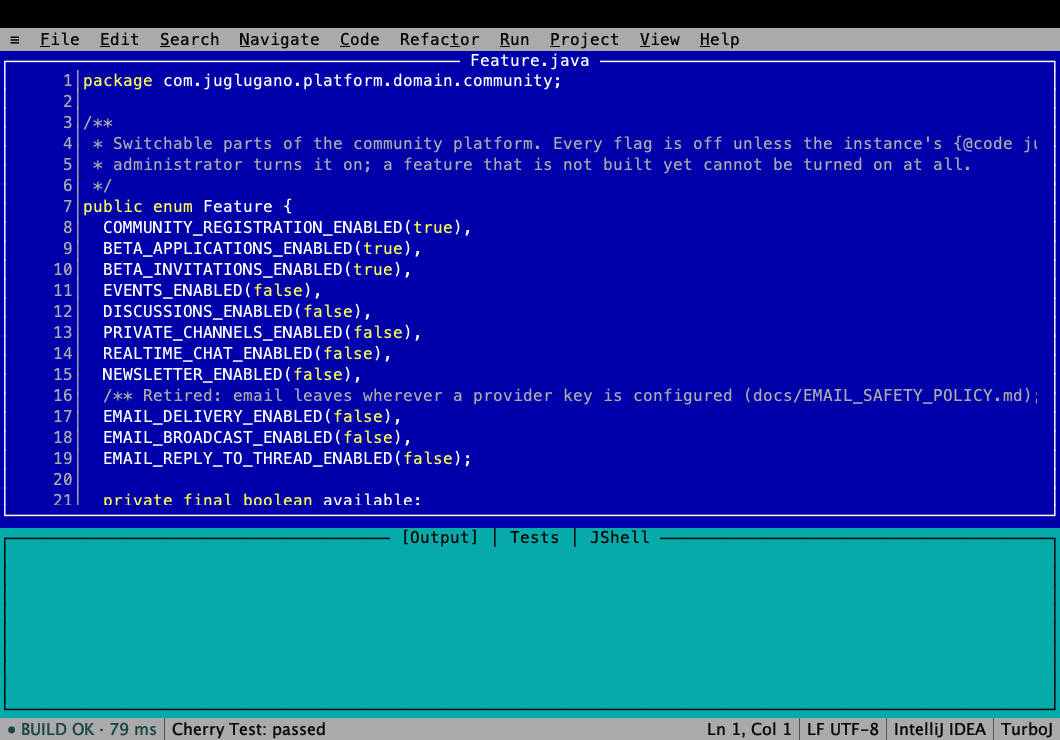 ≡ File Edit Search Navigate Code Refactor Run Project View Help
Feature.java
1 package com.juglugano.platform.domain.community;
2
3 /**
4  * Switchable parts of the community platform. Every flag is off unless the instance's {@code
5  * administrator turns it on; a feature that is not built yet cannot be turned on at all.
6  */
7 public enum Feature {
8   COMMUNITY_REGISTRATION_ENABLED(true),
9   BETA_APPLICATIONS_ENABLED(true),
10   BETA_INVITATIONS_ENABLED(true),
11   EVENTS_ENABLED(false),
12   DISCUSSIONS_ENABLED(false),
13   PRIVATE_CHANNELS_ENABLED(false),
14   REALTIME_CHAT_ENABLED(false),
15   NEWSLETTER_ENABLED(false),
16   /** Retired: email leaves wherever a provider key is configured (docs/EMAIL_SAFETY_POLICY.md);
17   EMAIL_DELIVERY_ENABLED(false),
18   EMAIL_BROADCAST_ENABLED(false),
19   EMAIL_REPLY_TO_THREAD_ENABLED(false);
20
21   private final boolean available;
[Output] | Tests | JShell
● BUILD OK · 79 ms Cherry Test: passed Ln 1, Col 1 LF UTF-8 IntelliJ IDEA TurboJ